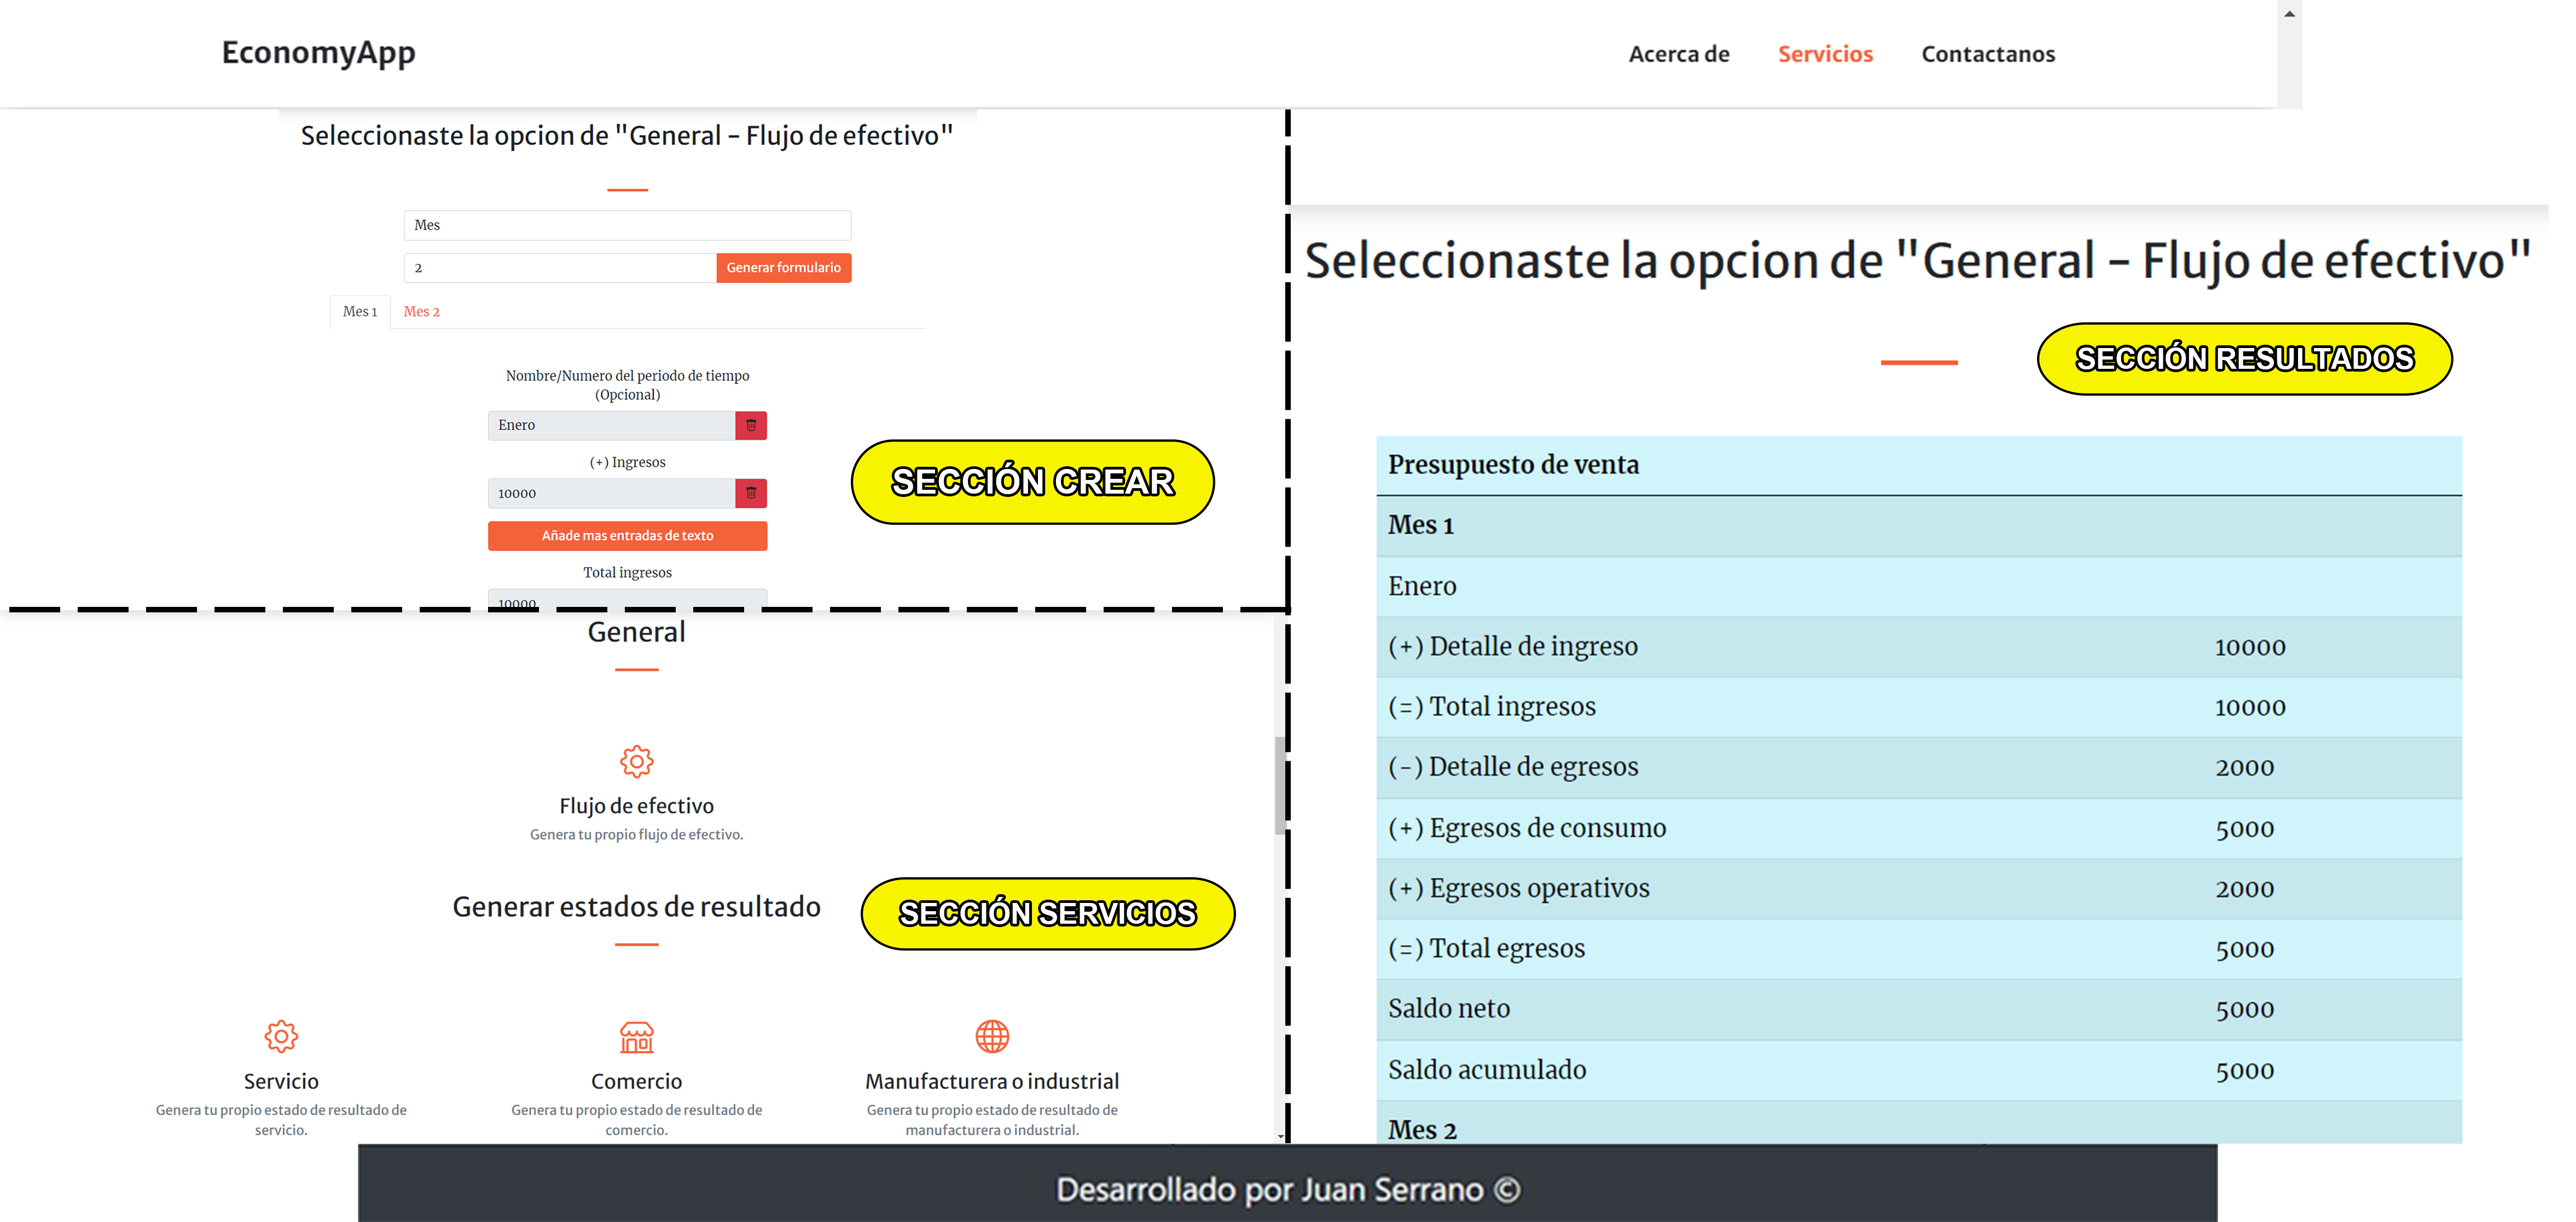 EconomyApp
Acerca de Servicios Contactanos
Seleccionaste la opcion de "General - Flujo de efectivo"
Mes
2 Generar formulario
Mes 1 Mes 2
Nombre/Numero del periodo de tiempo
(Opcional)
Enero
(+) Ingresos
10000
Añade mas entradas de texto
Total ingresos
10000
SECCIÓN CREAR
General
Flujo de efectivo
Genera tu propio flujo de efectivo.
Generar estados de resultado
SECCIÓN SERVICIOS
Servicio
Genera tu propio estado de resultado de
servicio.
Comercio
Genera tu propio estado de resultado de
comercio.
Manufacturera o industrial
Genera tu propio estado de resultado de
manufacturera o industrial.
Seleccionaste la opcion de "General - Flujo de efectivo"
SECCIÓN RESULTADOS
Presupuesto de venta
Mes 1
Enero
(+) Detalle de ingreso 10000
(=) Total ingresos 10000
(-) Detalle de egresos 2000
(+) Egresos de consumo 5000
(+) Egresos operativos 2000
(=) Total egresos 5000
Saldo neto 5000
Saldo acumulado 5000
Mes 2
Desarrollado por Juan Serrano ©